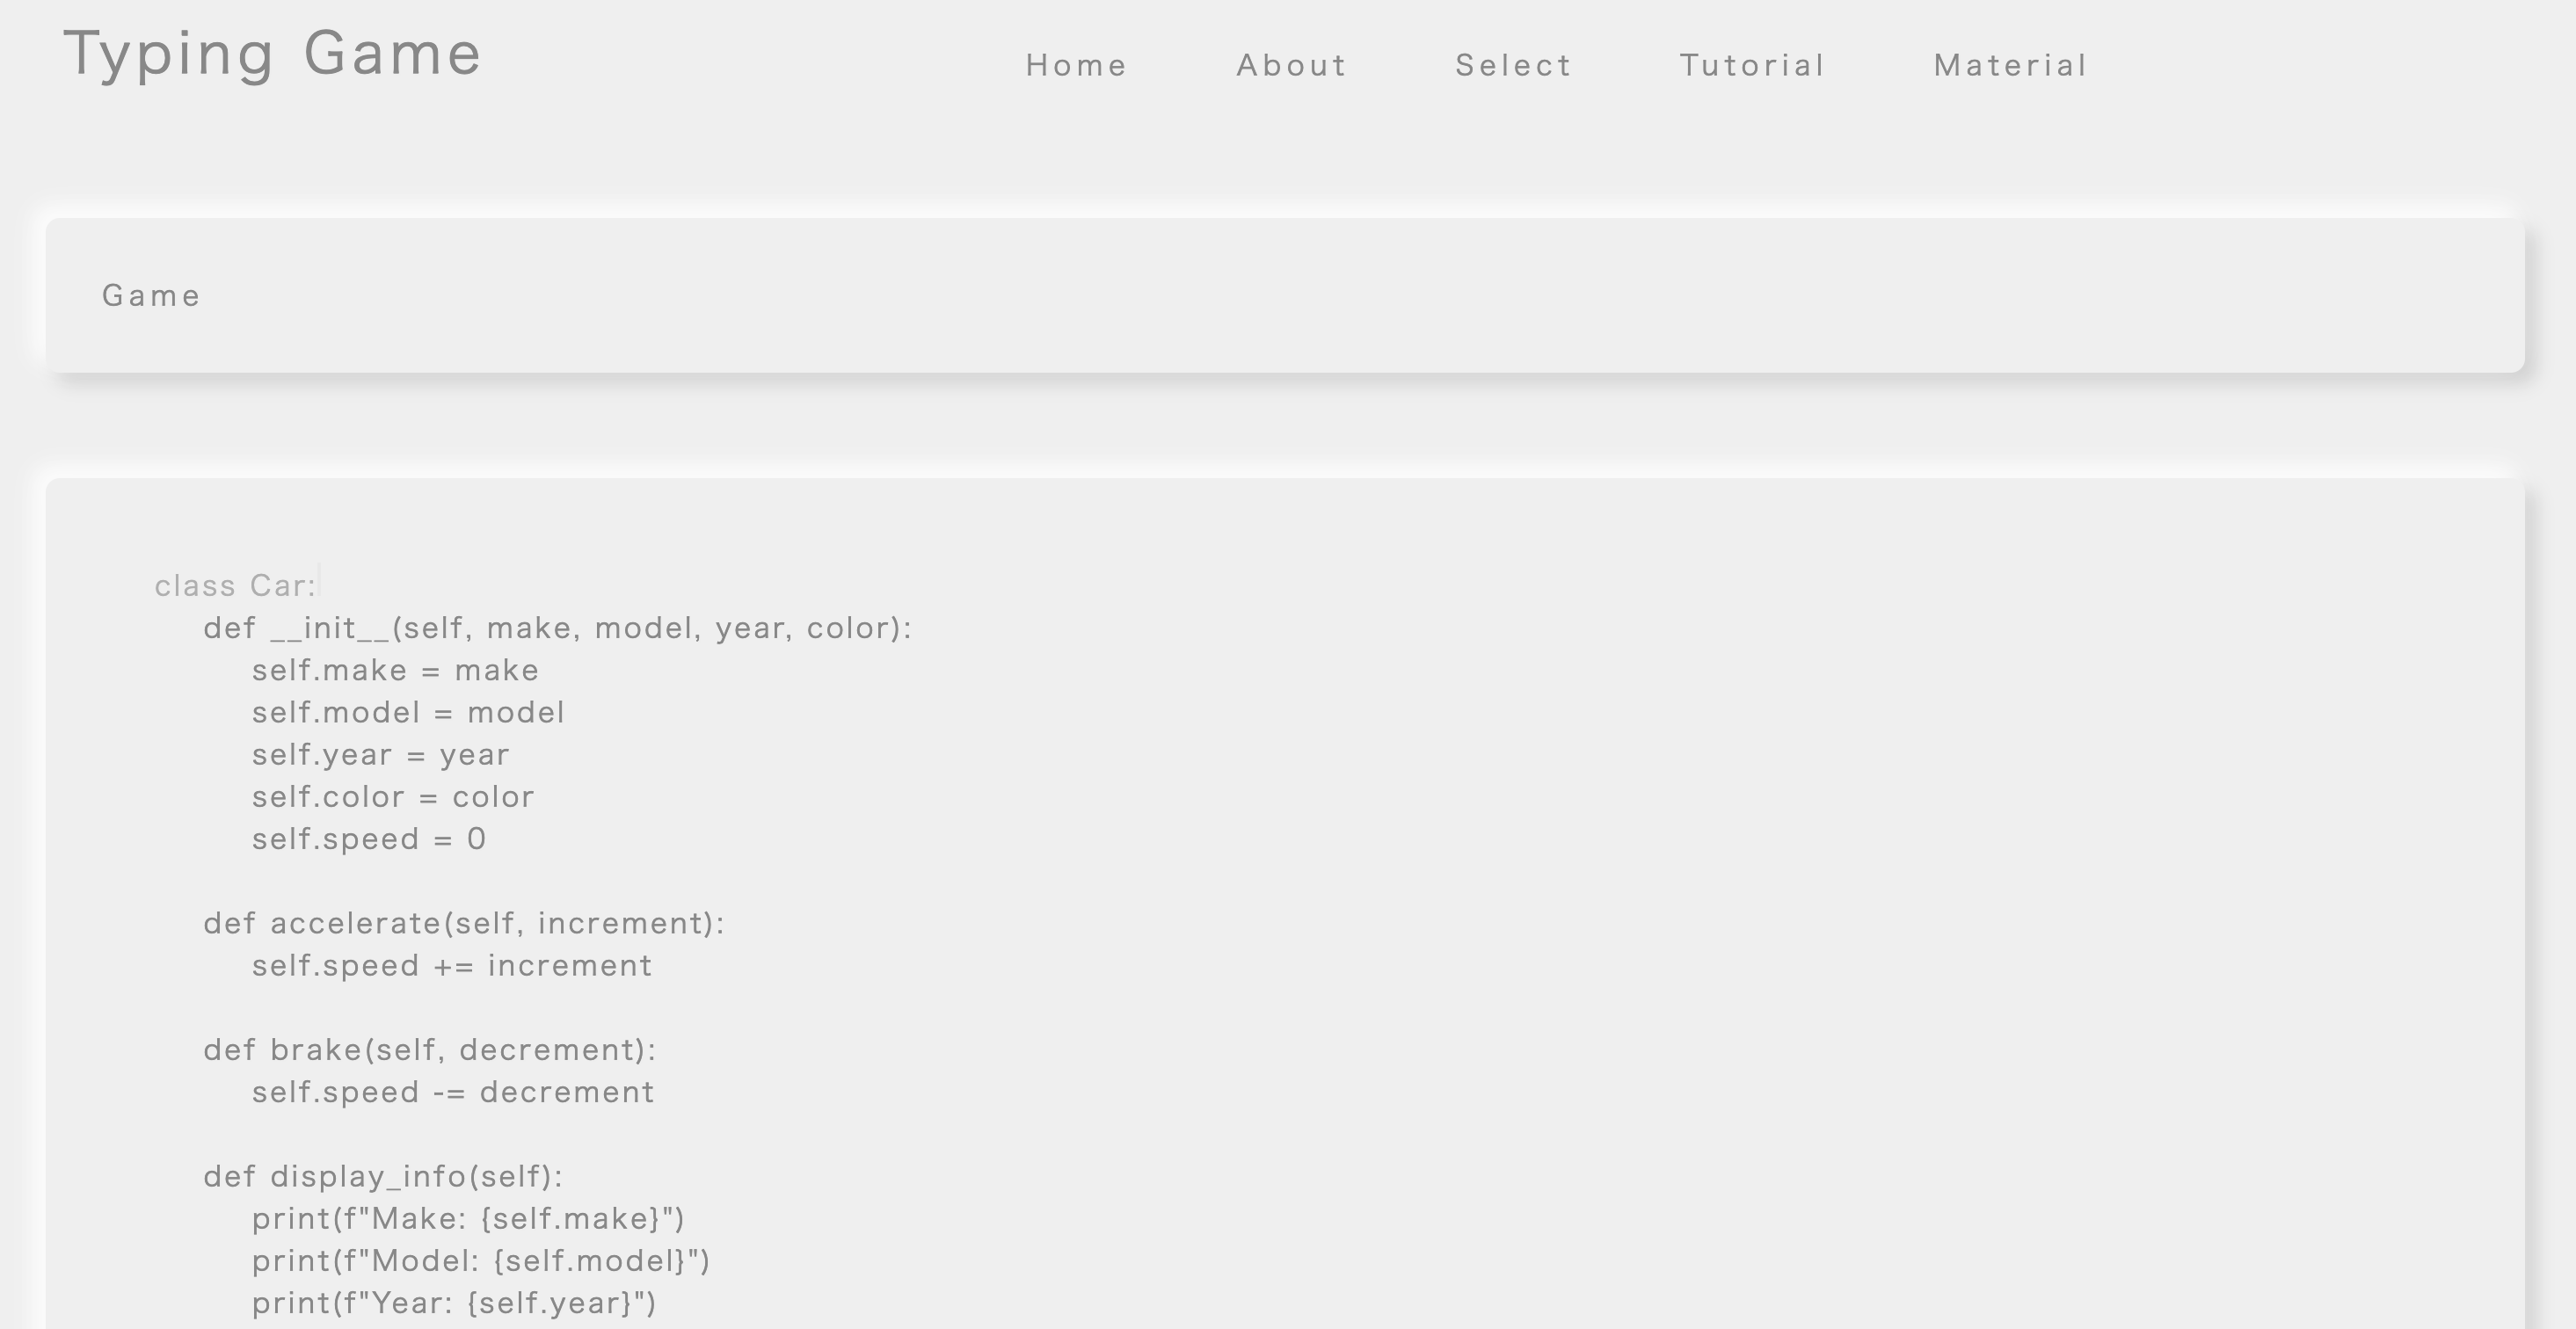 Typing Game
Home About Select Tutorial Material
Game
class Car:
def __init__(self, make, model, year, color):
self.make = make
self.model = model
self.year = year
self.color = color
self.speed = 0
def accelerate(self, increment):
self.speed += increment
def brake(self, decrement):
self.speed -= decrement
def display_info(self):
print(f"Make: {self.make}")
print(f"Model: {self.model}")
print(f"Year: {self.year}")